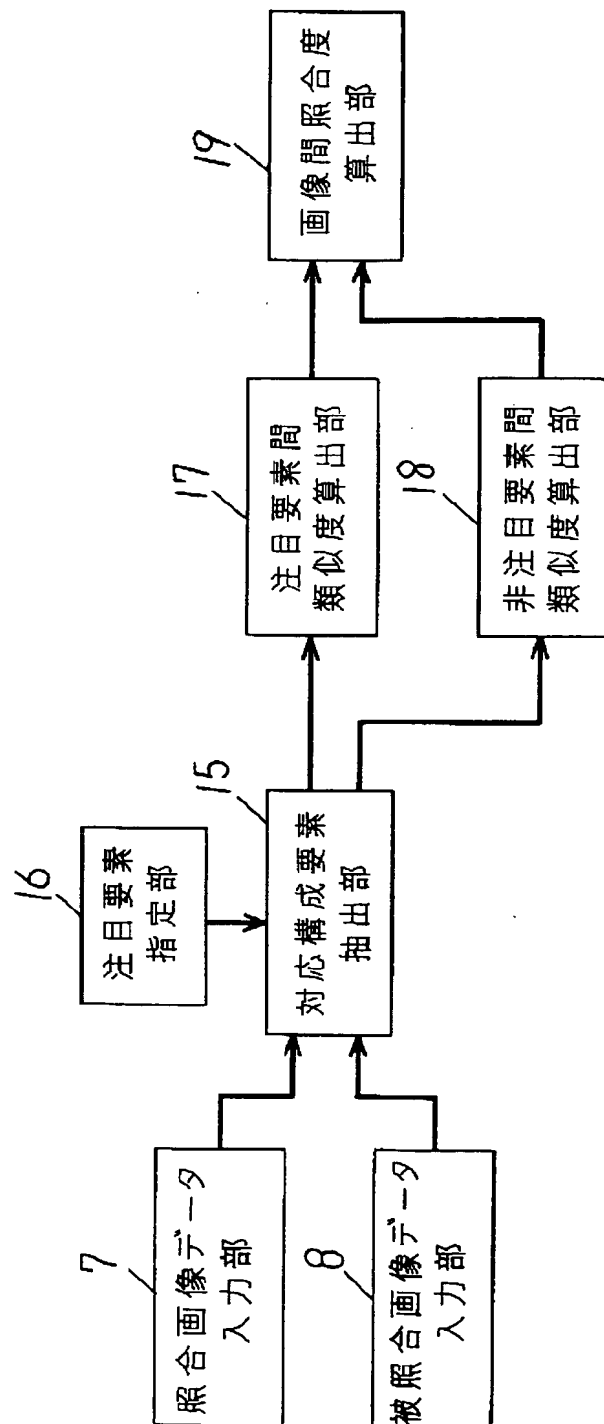 7
照合画像データ
入力部
8
被照合画像データ
入力部
16
注目要素
指定部
15
対応構成要素
抽出部
17
注目要素間
類似度算出部
18
非注目要素間
類似度算出部
19
画像間照合度
算出部